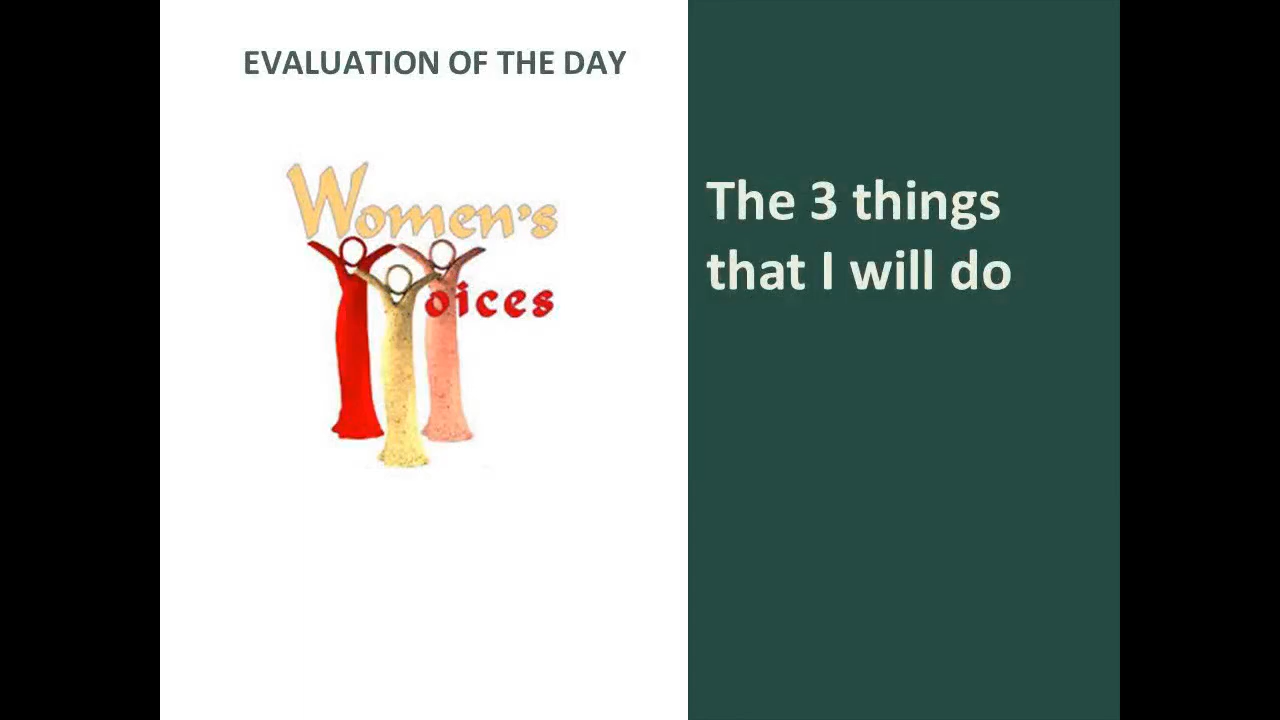 EVALUATION OF THE DAY
Women's
oices
The 3 things
that I will do